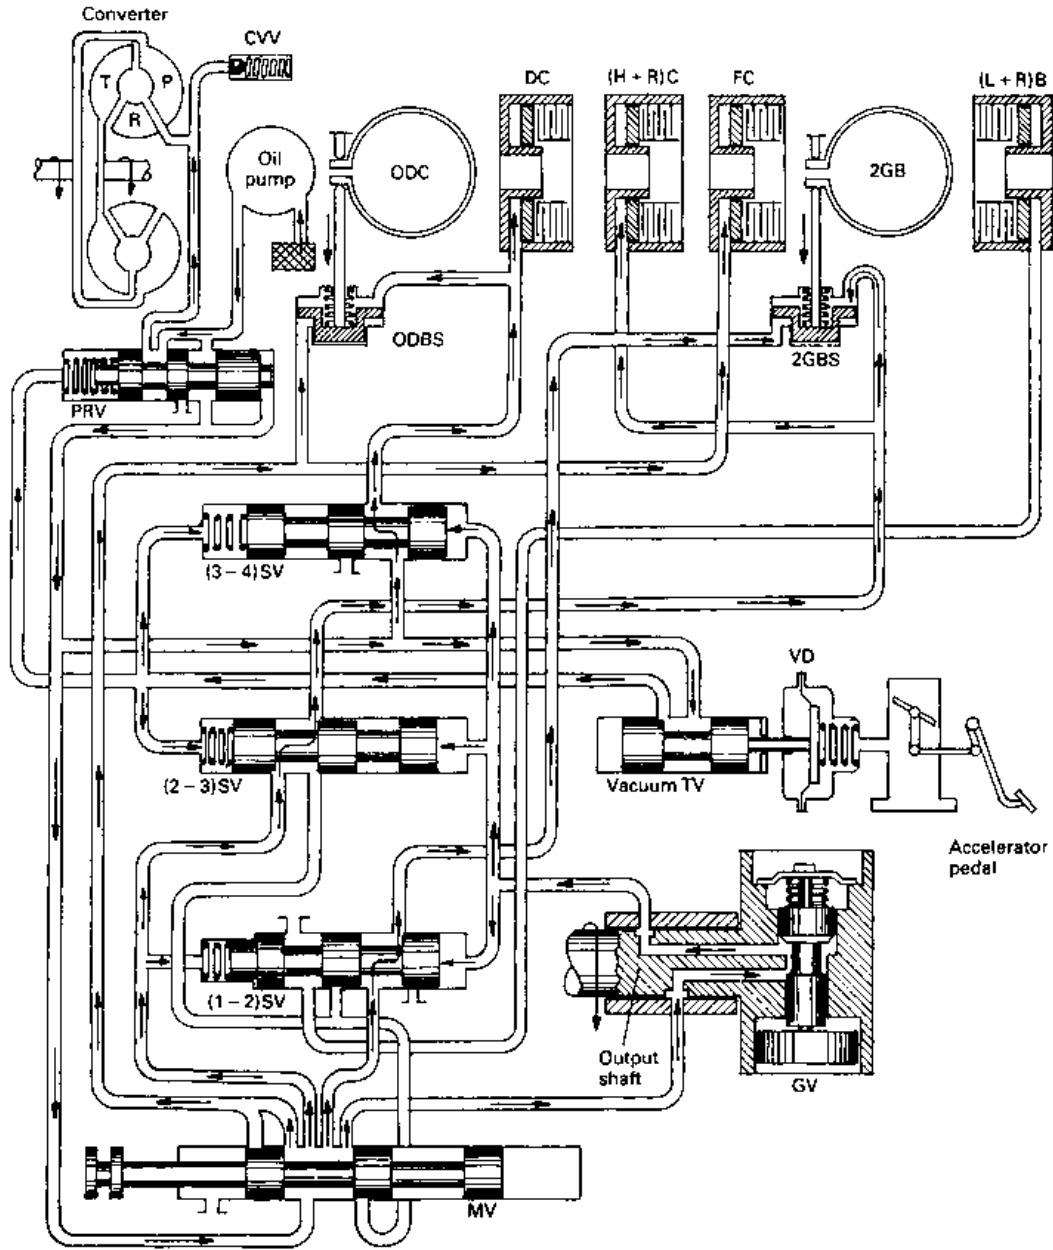 Converter
CVV
DC
(H + R)C
FC
(L + R)B
T
P
R
Oil
pump
ODC
2GB
ODBS
2GBS
PRV
(3 – 4)SV
VD
(2 – 3)SV
Vacuum TV
Accelerator
pedal
(1 – 2)SV
Output
shaft
GV
MV